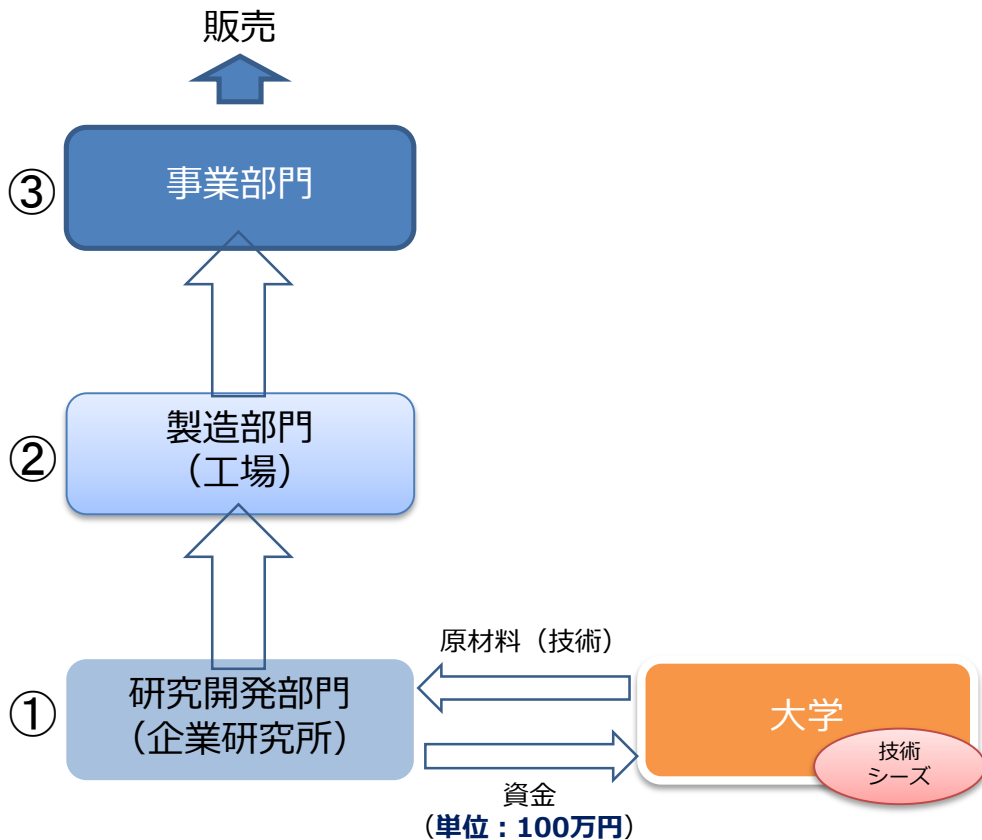 販売
③
事業部門
②
製造部門
（工場）
原材料（技術）
①
研究開発部門
（企業研究所）
大学
技術
シーズ
資金
（単位：100万円）